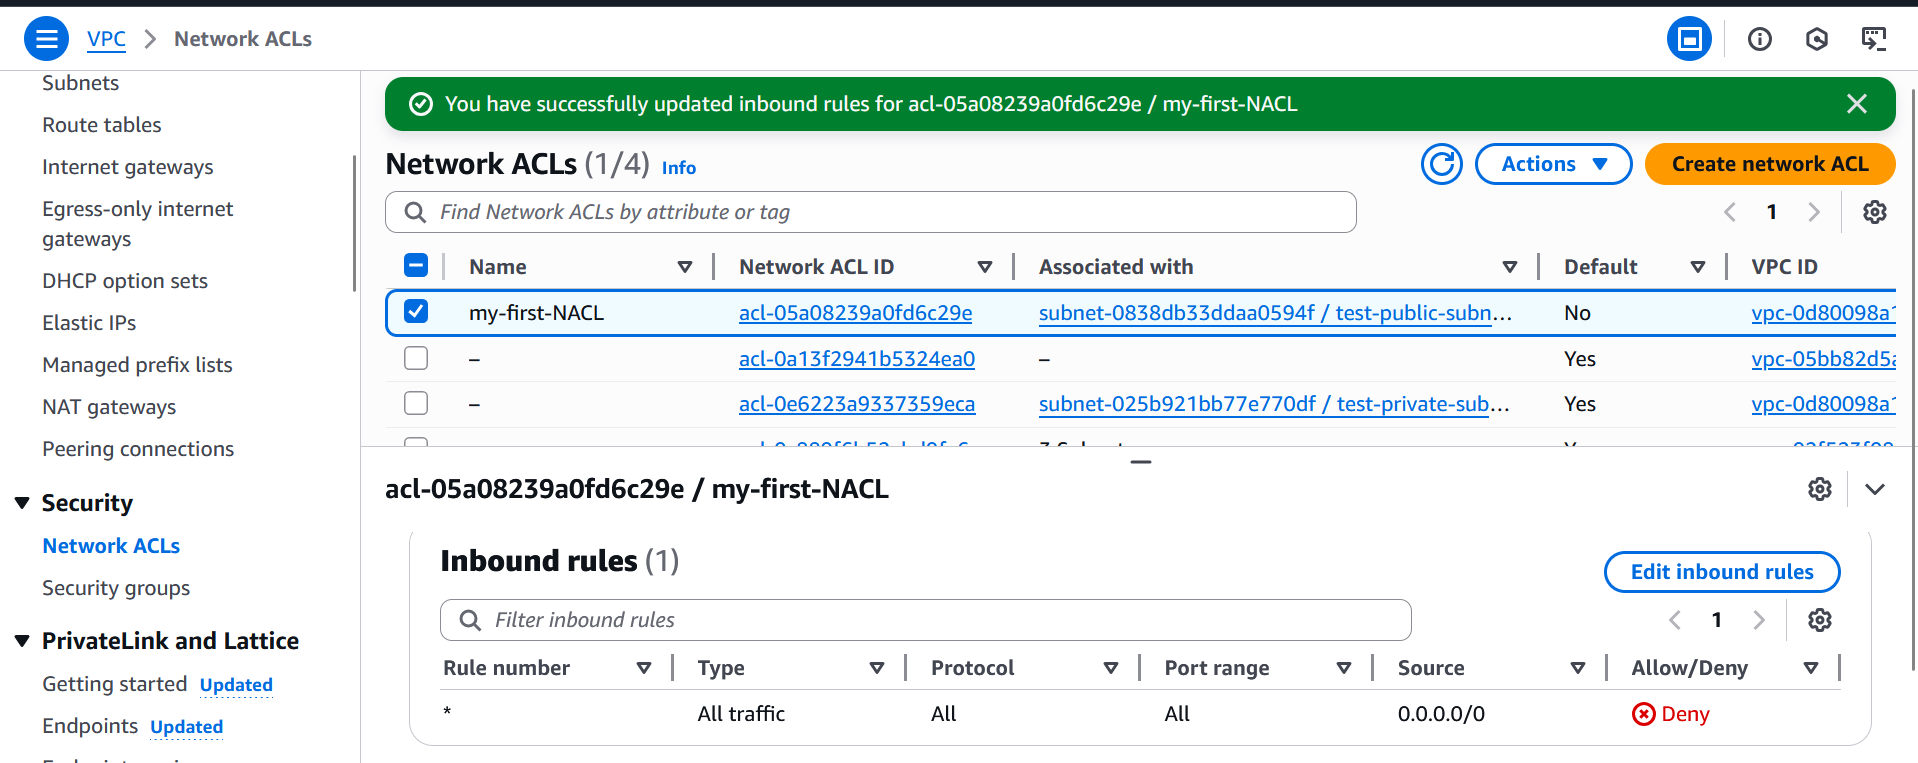 VPC > Network ACLs
Subnets
Route tables
Internet gateways
Egress-only internet
gateways
DHCP option sets
Elastic IPs
Managed prefix lists
NAT gateways
Peering connections
Security
Network ACLs
Security groups
PrivateLink and Lattice
Getting started Updated
Endpoints Updated
You have successfully updated inbound rules for acl-05a08239a0fd6c29e / my-first-NACL
Network ACLs (1/4) Info
Actions
Create network ACL
Find Network ACLs by attribute or tag
1
Name Network ACL ID Associated with Default VPC ID
my-first-NACL acl-05a08239a0fd6c29e subnet-0838db33ddaa0594f / test-public-subn... No vpc-0d80098a1
– acl-0a13f2941b5324ea0 – Yes vpc-05bb82d5a
– acl-0e6223a9337359eca subnet-025b921bb77e770df / test-private-sub... Yes vpc-0d80098a1
acl-05a08239a0fd6c29e / my-first-NACL
Inbound rules (1)
Edit inbound rules
Filter inbound rules
1
Rule number Type Protocol Port range Source Allow/Deny
* All traffic All All 0.0.0.0/0 Deny